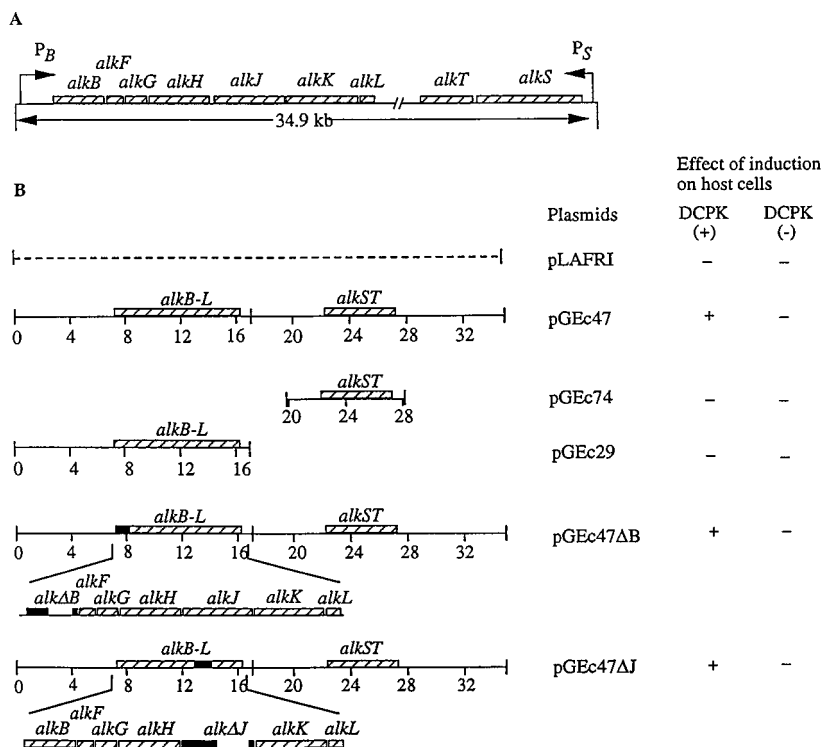 A
P_B
P_S
alkF
alkB alkG alkH alkJ alkK alkL alkT alkS
34.9 kb
B
Effect of induction
on host cells
Plasmids DCPK DCPK
(+) (-)
pLAFRI – –
alkB-L alkST
pGEc47 + –
0 4 8 12 16 20 24 28 32
alkST
pGEc74 – –
20 24 28
alkB-L
pGEc29 – –
0 4 8 12 16
alkB-L alkST
pGEc47ΔB + –
0 4 8 12 16 20 24 28 32
alkF
alkΔB alkG alkH alkJ alkK alkL
alkB-L alkST
pGEc47ΔJ + –
0 4 8 12 16 20 24 28 32
alkF
alkB alkG alkH alkΔJ alkK alkL